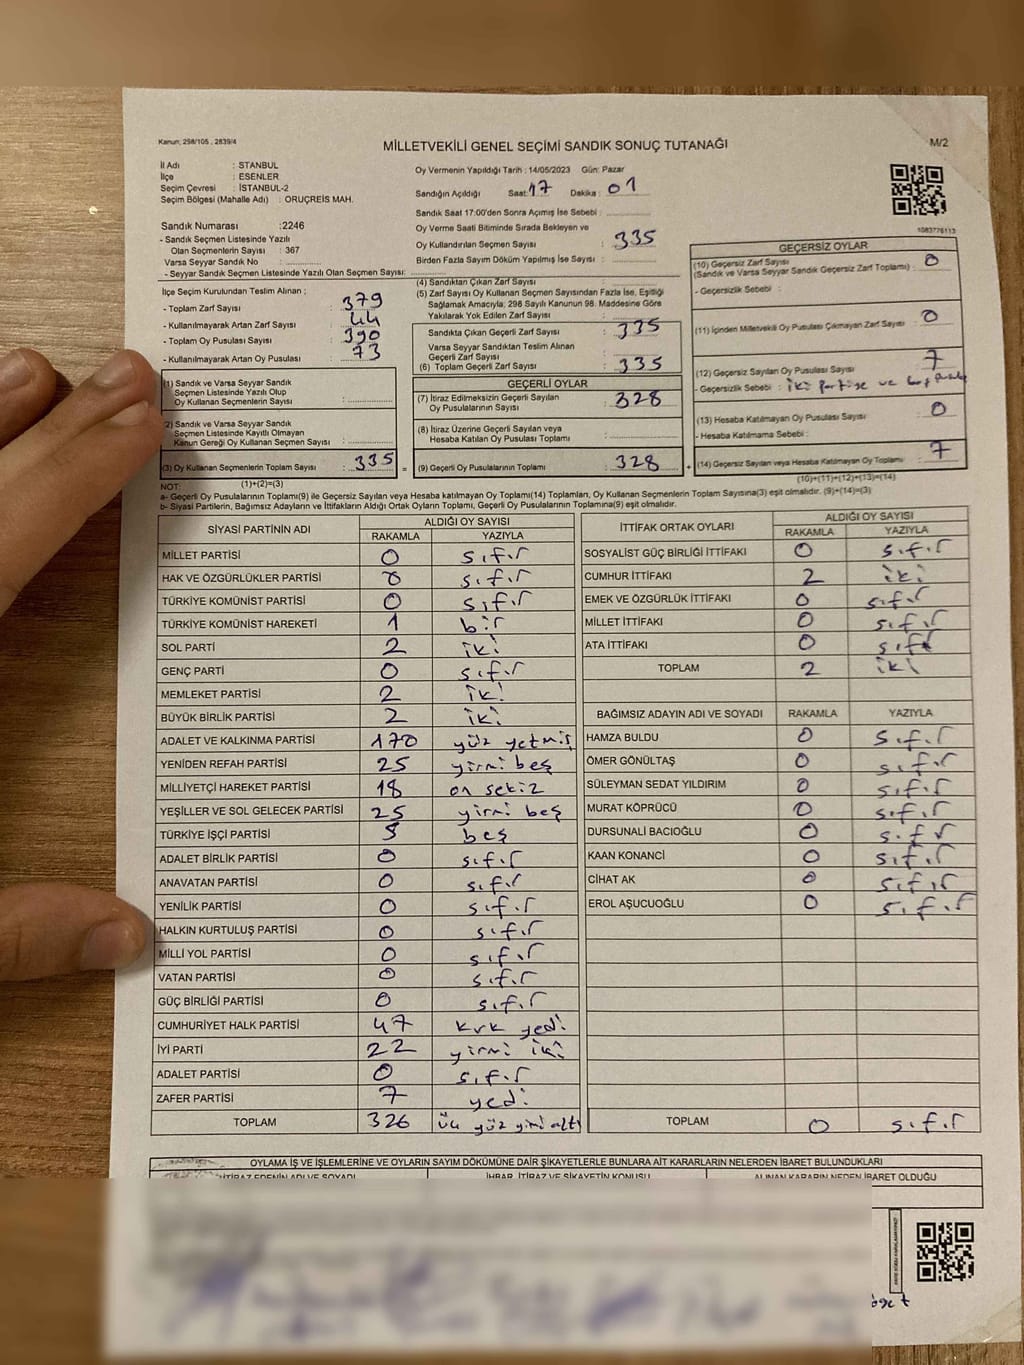 Kanun: 298/105 , 2839/4
MİLLETVEKİLİ GENEL SEÇİMİ SANDIK SONUÇ TUTANAĞI
M/2
İl Adı : STANBUL
İlçe : ESENLER
Seçim Çevresi : İSTANBUL-2
Seçim Bölgesi (Mahalle Adı) : ORUÇREİS MAH.
Sandık Numarası :2246
- Sandık Seçmen Listesinde Yazılı
Olan Seçmenlerin Sayısı : 367
Varsa Seyyar Sandık No :
- Seyyar Sandık Seçmen Listesinde Yazılı Olan Seçmen Sayısı:
Oy Vermenin Yapıldığı Tarih : 14/05/2023 Gün: Pazar
Sandığın Açıldığı Saat: 17 Dakika : 01
Sandık Saat 17:00'den Sonra Açımış İse Sebebi :
Oy Verme Saati Bitiminde Sırada Bekleyen ve
Oy Kullandırılan Seçmen Sayısı : 335
Birden Fazla Sayım Döküm Yapılmış İse Sayısı :
1083776113
İlçe Seçim Kurulundan Teslim Alınan ;
- Toplam Zarf Sayısı : 379
- Kullanılmayarak Artan Zarf Sayısı : 44
- Toplam Oy Pusulası Sayısı : 390
- Kullanılmayarak Artan Oy Pusulası : 73
(1) Sandık ve Varsa Seyyar Sandık
Seçmen Listesinde Yazılı Olup
Oy Kullanan Seçmenlerin Sayısı :
(2) Sandık ve Varsa Seyyar Sandık
Seçmen Listesinde Kayıtlı Olmayan
Kanun Gereği Oy Kullanan Seçmen Sayısı :
(3) Oy Kullanan Seçmenlerin Toplam Sayısı : 335 =
(1)+(2)=(3)
(4) Sandıktan Çıkan Zarf Sayısı :
(5) Zarf Sayısı Oy Kullanan Seçmen Sayısından Fazla İse, Eşitliği
Sağlamak Amacıyla; 298 Sayılı Kanunun 98. Maddesine Göre
Yakılarak Yok Edilen Zarf Sayısı :
Sandıkta Çıkan Geçerli Zarf Sayısı : 335
Varsa Seyyar Sandıktan Teslim Alınan
Geçerli Zarf Sayısı :
(6) Toplam Geçerli Zarf Sayısı : 335
GEÇERLİ OYLAR
(7) İtiraz Edilmeksizin Geçerli Sayılan
Oy Pusulalarının Sayısı : 328
(8) İtiraz Üzerine Geçerli Sayılan veya
Hesaba Katılan Oy Pusulası Toplamı :
(9) Geçerli Oy Pusulalarının Toplamı : 328 +
GEÇERSİZ OYLAR
(10) Geçersiz Zarf Sayısı
(Sandık ve Varsa Seyyar Sandık Geçersiz Zarf Toplamı) : 0
- Geçersizlik Sebebi :
(11) İçinden Milletvekili Oy Pusulası Çıkmayan Zarf Sayısı : 0
(12) Geçersiz Sayılan Oy Pusulası Sayısı : 7
- Geçersizlik Sebebi : iki partiye ve boş
(13) Hesaba Katılmayan Oy Pusulası Sayısı : 0
- Hesaba Katılmama Sebebi :
(14) Geçersiz Sayılan veya Hesaba Katılmayan Oy Toplamı : 7
(10)+(11)+(12)+(13)=(14)
NOT:
a- Geçerli Oy Pusulalarının Toplamı(9) ile Geçersiz Sayılan veya Hesaba katılmayan Oy Toplamı(14) Toplamları, Oy Kullanan Seçmenlerin Toplam Sayısına(3) eşit olmalıdır. (9)+(14)=(3)
b- Siyasi Partilerin, Bağımsız Adayların ve İttifakların Aldığı Ortak Oyların Toplamı, Geçerli Oy Pusulalarının Toplamına(9) eşit olmalıdır.
SİYASİ PARTİNİN ADI ALDIĞI OY SAYISI
RAKAMLA YAZIYLA
MİLLET PARTİSİ 0 sıfır
HAK VE ÖZGÜRLÜKLER PARTİSİ 0 sıfır
TÜRKİYE KOMÜNİST PARTİSİ 0 sıfır
TÜRKİYE KOMÜNİST HAREKETİ 1 bir
SOL PARTİ 2 iki
GENÇ PARTİ 0 sıfır
MEMLEKET PARTİSİ 2 iki
BÜYÜK BİRLİK PARTİSİ 2 iki
ADALET VE KALKINMA PARTİSİ 170 yüz yetmiş
YENİDEN REFAH PARTİSİ 25 yirmi beş
MİLLİYETÇİ HAREKET PARTİSİ 18 on sekiz
YEŞİLLER VE SOL GELECEK PARTİSİ 25 yirmi beş
TÜRKİYE İŞÇİ PARTİSİ 5 beş
ADALET BİRLİK PARTİSİ 0 sıfır
ANAVATAN PARTİSİ 0 sıfır
YENİLİK PARTİSİ 0 sıfır
HALKIN KURTULUŞ PARTİSİ 0 sıfır
MİLLİ YOL PARTİSİ 0 sıfır
VATAN PARTİSİ 0 sıfır
GÜÇ BİRLİĞİ PARTİSİ 0 sıfır
CUMHURİYET HALK PARTİSİ 47 kırk yedi
İYİ PARTİ 22 yirmi iki
ADALET PARTİSİ 0 sıfır
ZAFER PARTİSİ 7 yedi
TOPLAM 326 üç yüz yirmi altı
İTTİFAK ORTAK OYLARI ALDIĞI OY SAYISI
RAKAMLA YAZIYLA
SOSYALİST GÜÇ BİRLİĞİ İTTİFAKI 0 sıfır
CUMHUR İTTİFAKI 2 iki
EMEK VE ÖZGÜRLÜK İTTİFAKI 0 sıfır
MİLLET İTTİFAKI 0 sıfır
ATA İTTİFAKI 0 sıfır
TOPLAM 2 iki
BAĞIMSIZ ADAYIN ADI VE SOYADI RAKAMLA YAZIYLA
HAMZA BULDU 0 sıfır
ÖMER GÖNÜLTAŞ 0 sıfır
SÜLEYMAN SEDAT YILDIRIM 0 sıfır
MURAT KÖPRÜCÜ 0 sıfır
DURSUNALİ BACIOĞLU 0 sıfır
KAAN KONANCİ 0 sıfır
CİHAT AK 0 sıfır
EROL AŞUCUOĞLU 0 sıfır
TOPLAM 0 sıfır
OYLAMA İŞ VE İŞLEMLERİNE VE OYLARIN SAYIM DÖKÜMÜNE DAİR ŞİKAYETLERLE BUNLARA AİT KARARLARIN NELERDEN İBARET BULUNDUKLARI
İTİRAZ EDENİN ADI VE SOYADI İHBAR, İTİRAZ VE ŞİKAYETİN KONUSU ALINAN KARARIN NEDEN İBARET OLDUĞU